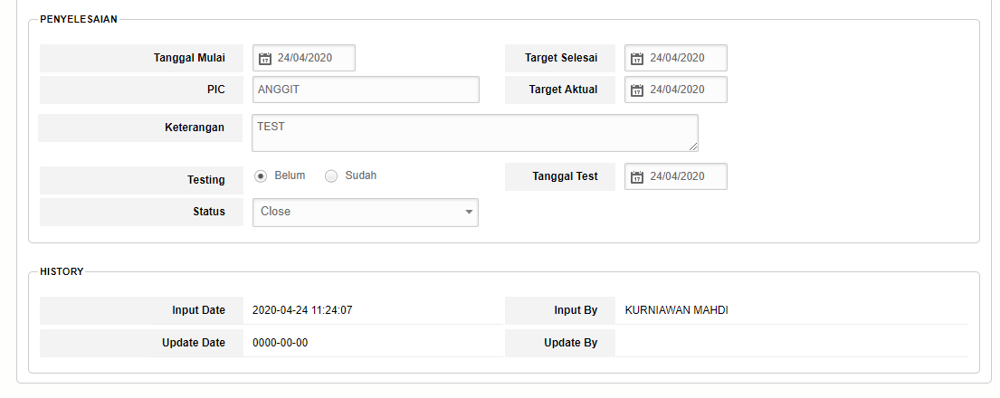 PENYELESAIAN
Tanggal Mulai 24/04/2020 Target Selesai 24/04/2020
PIC ANGGIT Target Aktual 24/04/2020
Keterangan TEST
Testing Belum Sudah Tanggal Test 24/04/2020
Status Close
HISTORY
Input Date 2020-04-24 11:24:07 Input By KURNIAWAN MAHDI
Update Date 0000-00-00 Update By